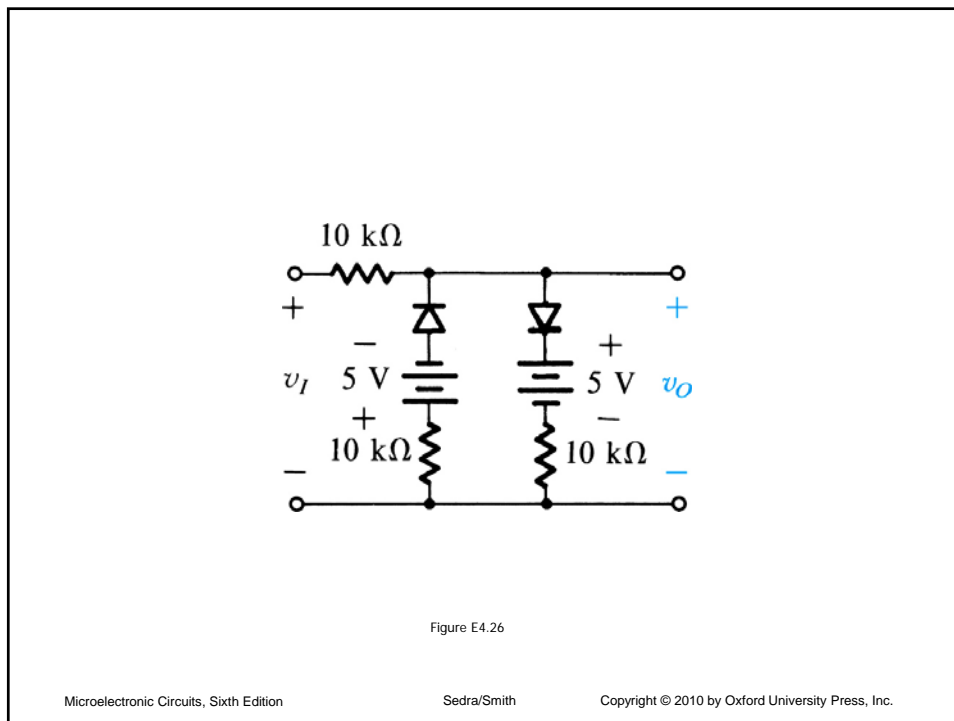 10 kΩ
+ − + +
v_I 5 V 5 V v_O
+ −
− 10 kΩ 10 kΩ −
Figure E4.26
Microelectronic Circuits, Sixth Edition Sedra/Smith Copyright © 2010 by Oxford University Press, Inc.